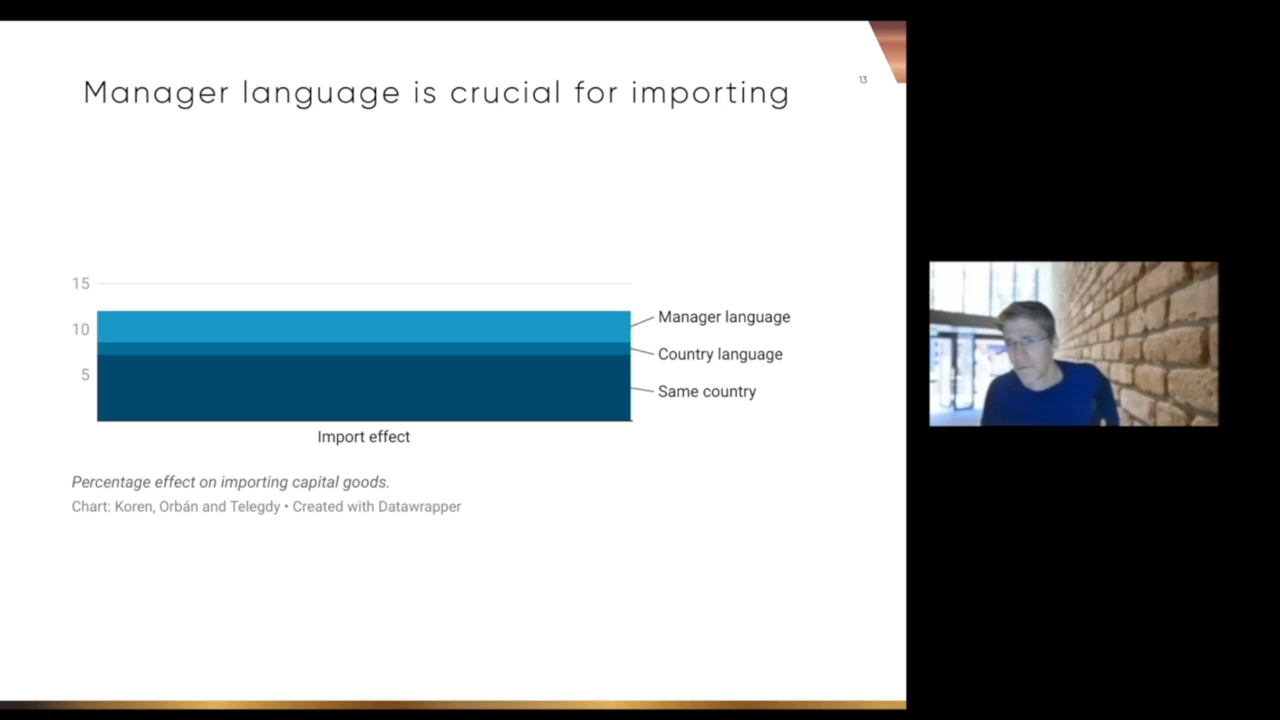 13
Manager language is crucial for importing
15
10
5
Manager language
Country language
Same country
Import effect
Percentage effect on importing capital goods.
Chart: Koren, Orbán and Telegdy • Created with Datawrapper